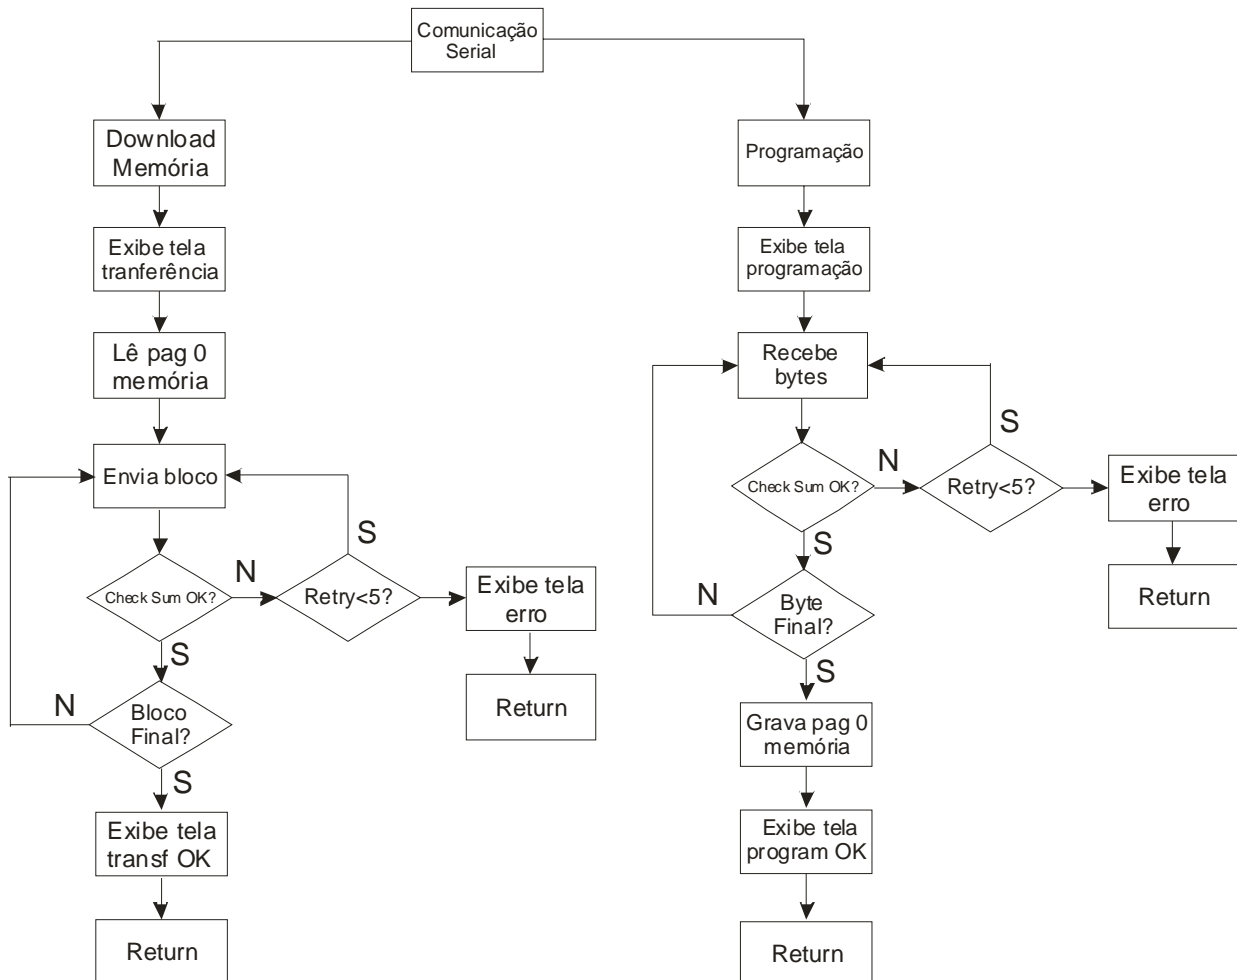 Comunicação
Serial
Download
Memória
Exibe tela
tranferência
Lê pag 0
memória
Envia bloco
S
Check Sum OK?
N
Retry<5?
Exibe tela
erro
Return
S
N
Bloco
Final?
S
Exibe tela
transf OK
Return
Programação
Exibe tela
programação
Recebe
bytes
S
Check Sum OK?
N
Retry<5?
Exibe tela
erro
Return
S
N
Byte
Final?
S
Grava pag 0
memória
Exibe tela
program OK
Return